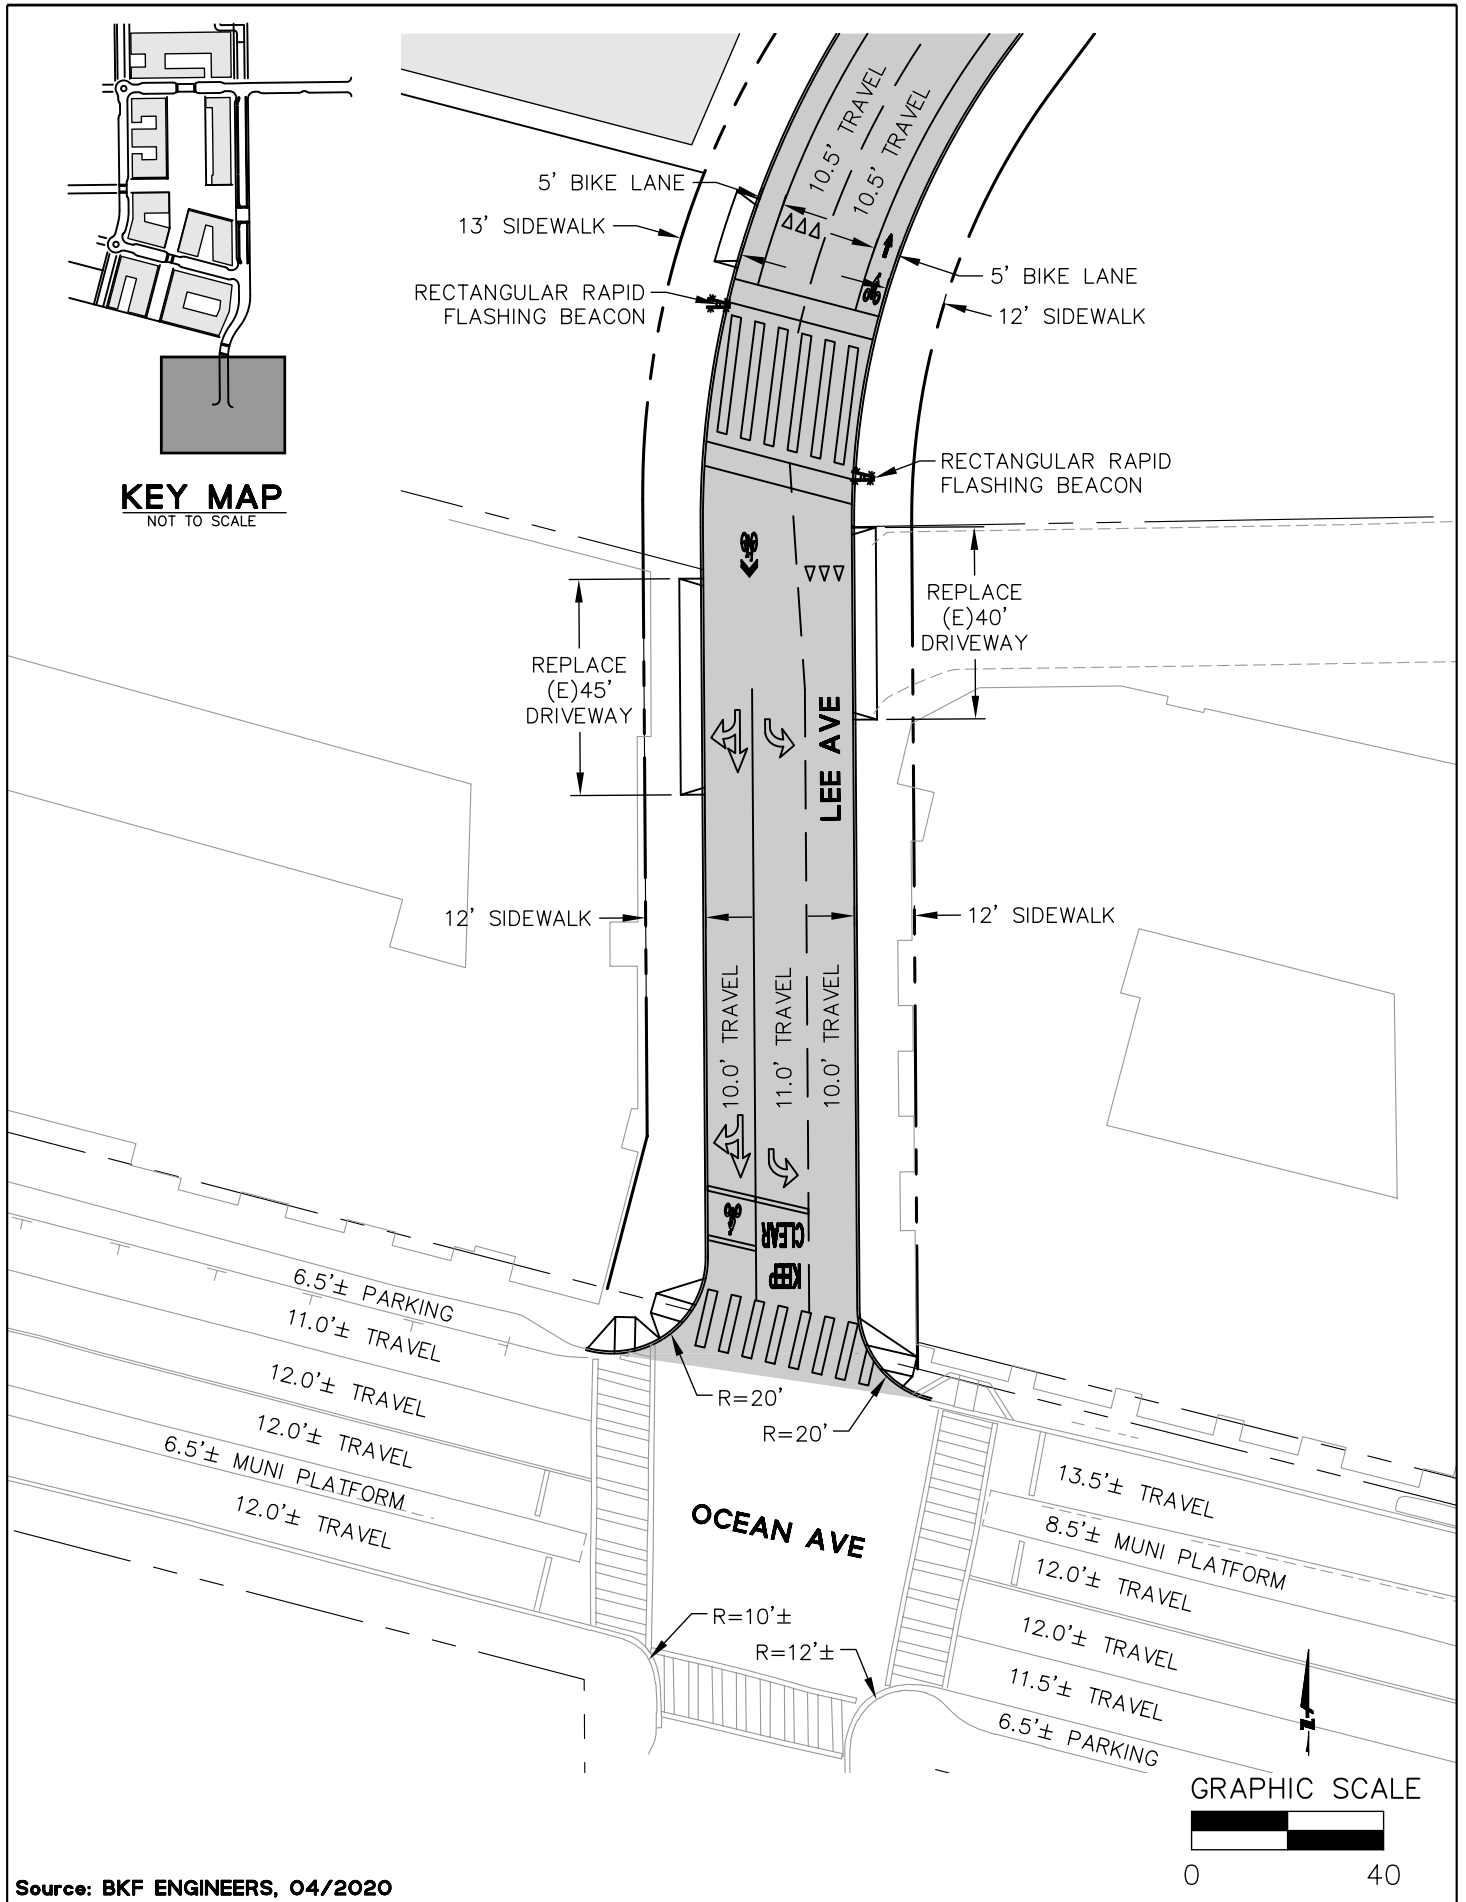 10.5' TRAVEL
10.5' TRAVEL
5' BIKE LANE
13' SIDEWALK
5' BIKE LANE
12' SIDEWALK
RECTANGULAR RAPID
FLASHING BEACON
KEY MAP
NOT TO SCALE
RECTANGULAR RAPID
FLASHING BEACON
REPLACE
(E)40'
DRIVEWAY
REPLACE
(E)45'
DRIVEWAY
LEE AVE
12' SIDEWALK
12' SIDEWALK
10.0' TRAVEL
11.0' TRAVEL
10.0' TRAVEL
CLEAR
KEEP
6.5'± PARKING
11.0'± TRAVEL
12.0'± TRAVEL
12.0'± TRAVEL
6.5'± MUNI PLATFORM
12.0'± TRAVEL
R=20'
R=20'
OCEAN AVE
13.5'± TRAVEL
8.5'± MUNI PLATFORM
12.0'± TRAVEL
12.0'± TRAVEL
11.5'± TRAVEL
6.5'± PARKING
R=10'±
R=12'±
Z
GRAPHIC SCALE
0 40
Source: BKF ENGINEERS, 04/2020